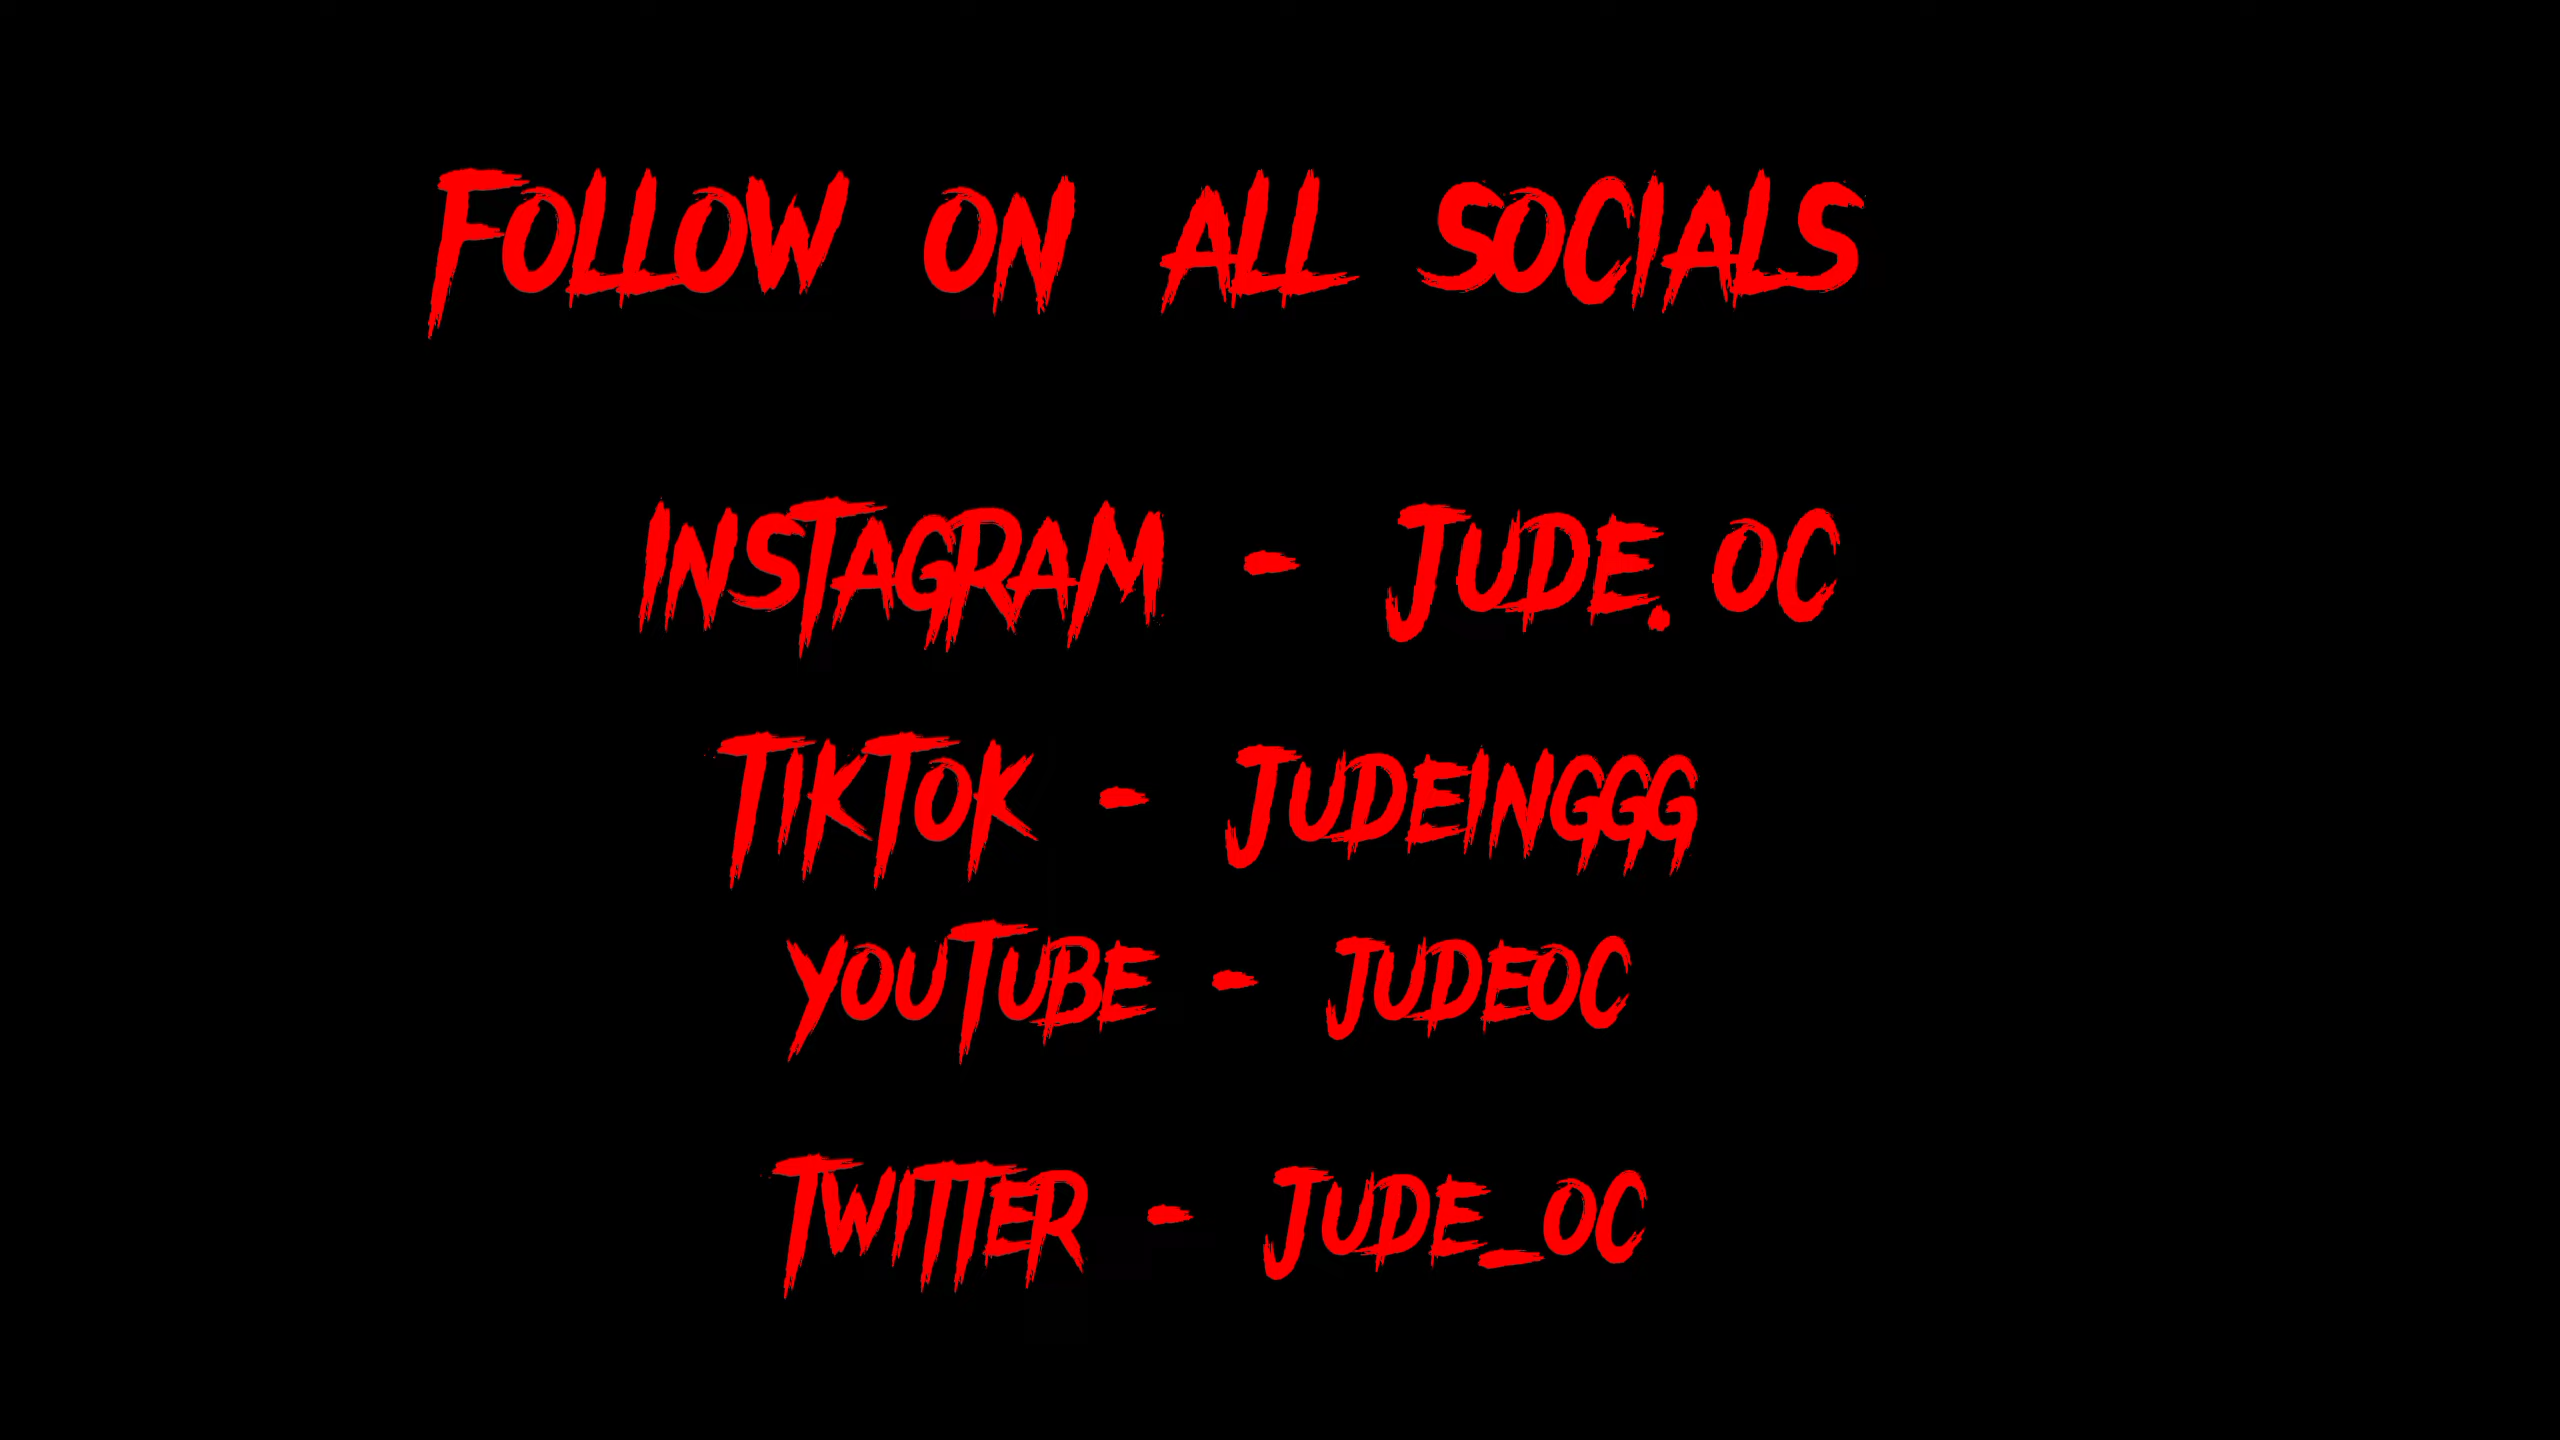 Follow on all socials
Instagram - Jude.oc
TikTok - Judeinggg
YouTube - judeoc
Twitter - Jude_oc